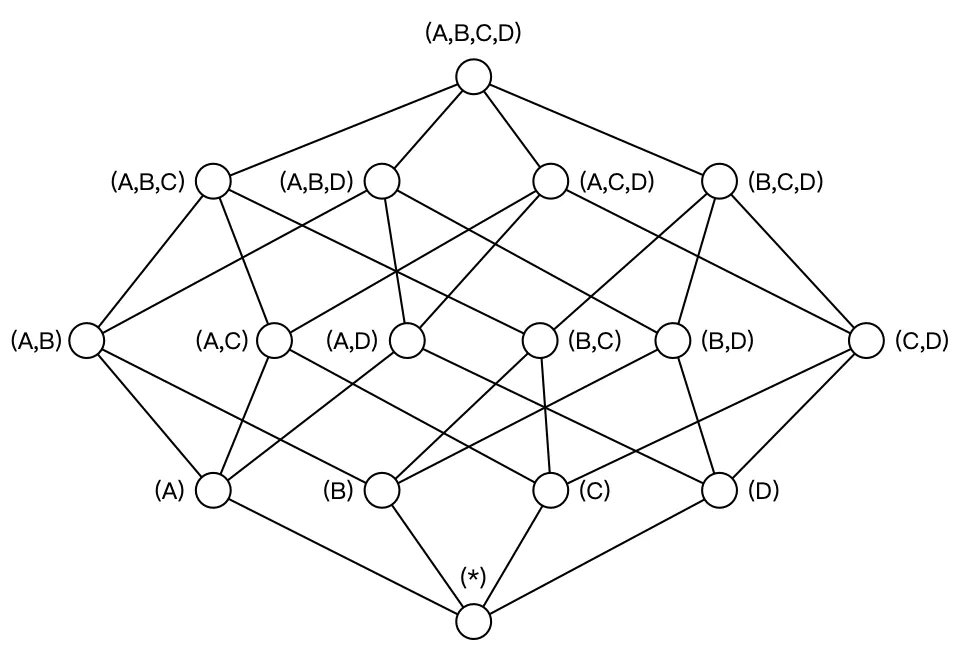 (A,B,C,D)
(A,B,C)
(A,B,D)
(A,C,D)
(B,C,D)
(A,B)
(A,C)
(A,D)
(B,C)
(B,D)
(C,D)
(A)
(B)
(C)
(D)
(*)